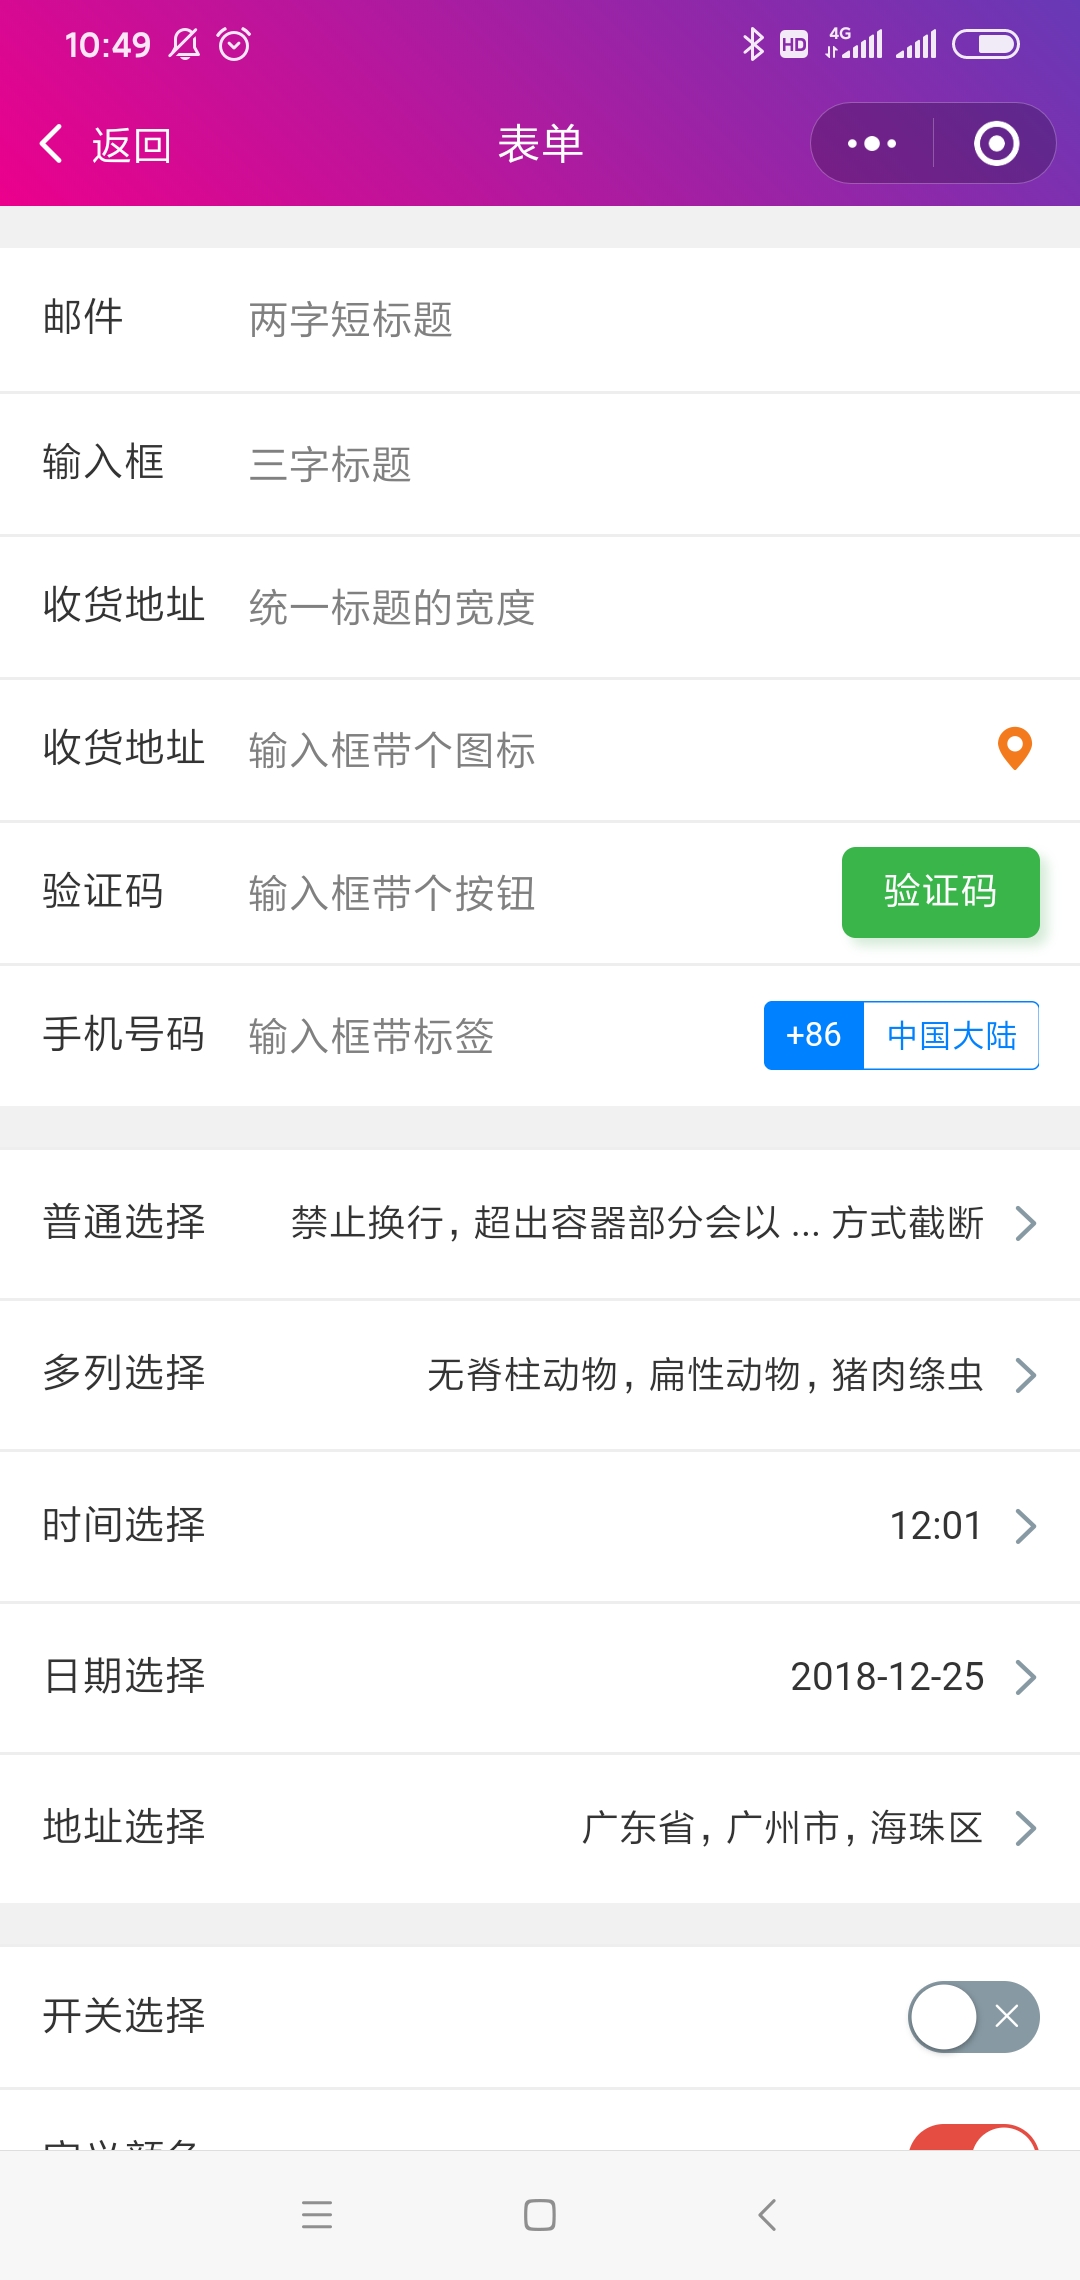 10:49
HD 4G
返回
表单
邮件 两字短标题
输入框 三字标题
收货地址 统一标题的宽度
收货地址 输入框带个图标
验证码 输入框带个按钮 验证码
手机号码 输入框带标签 +86 中国大陆
普通选择 禁止换行，超出容器部分会以 ... 方式截断
多列选择 无脊柱动物，扁性动物，猪肉绦虫
时间选择 12:01
日期选择 2018-12-25
地址选择 广东省，广州市，海珠区
开关选择